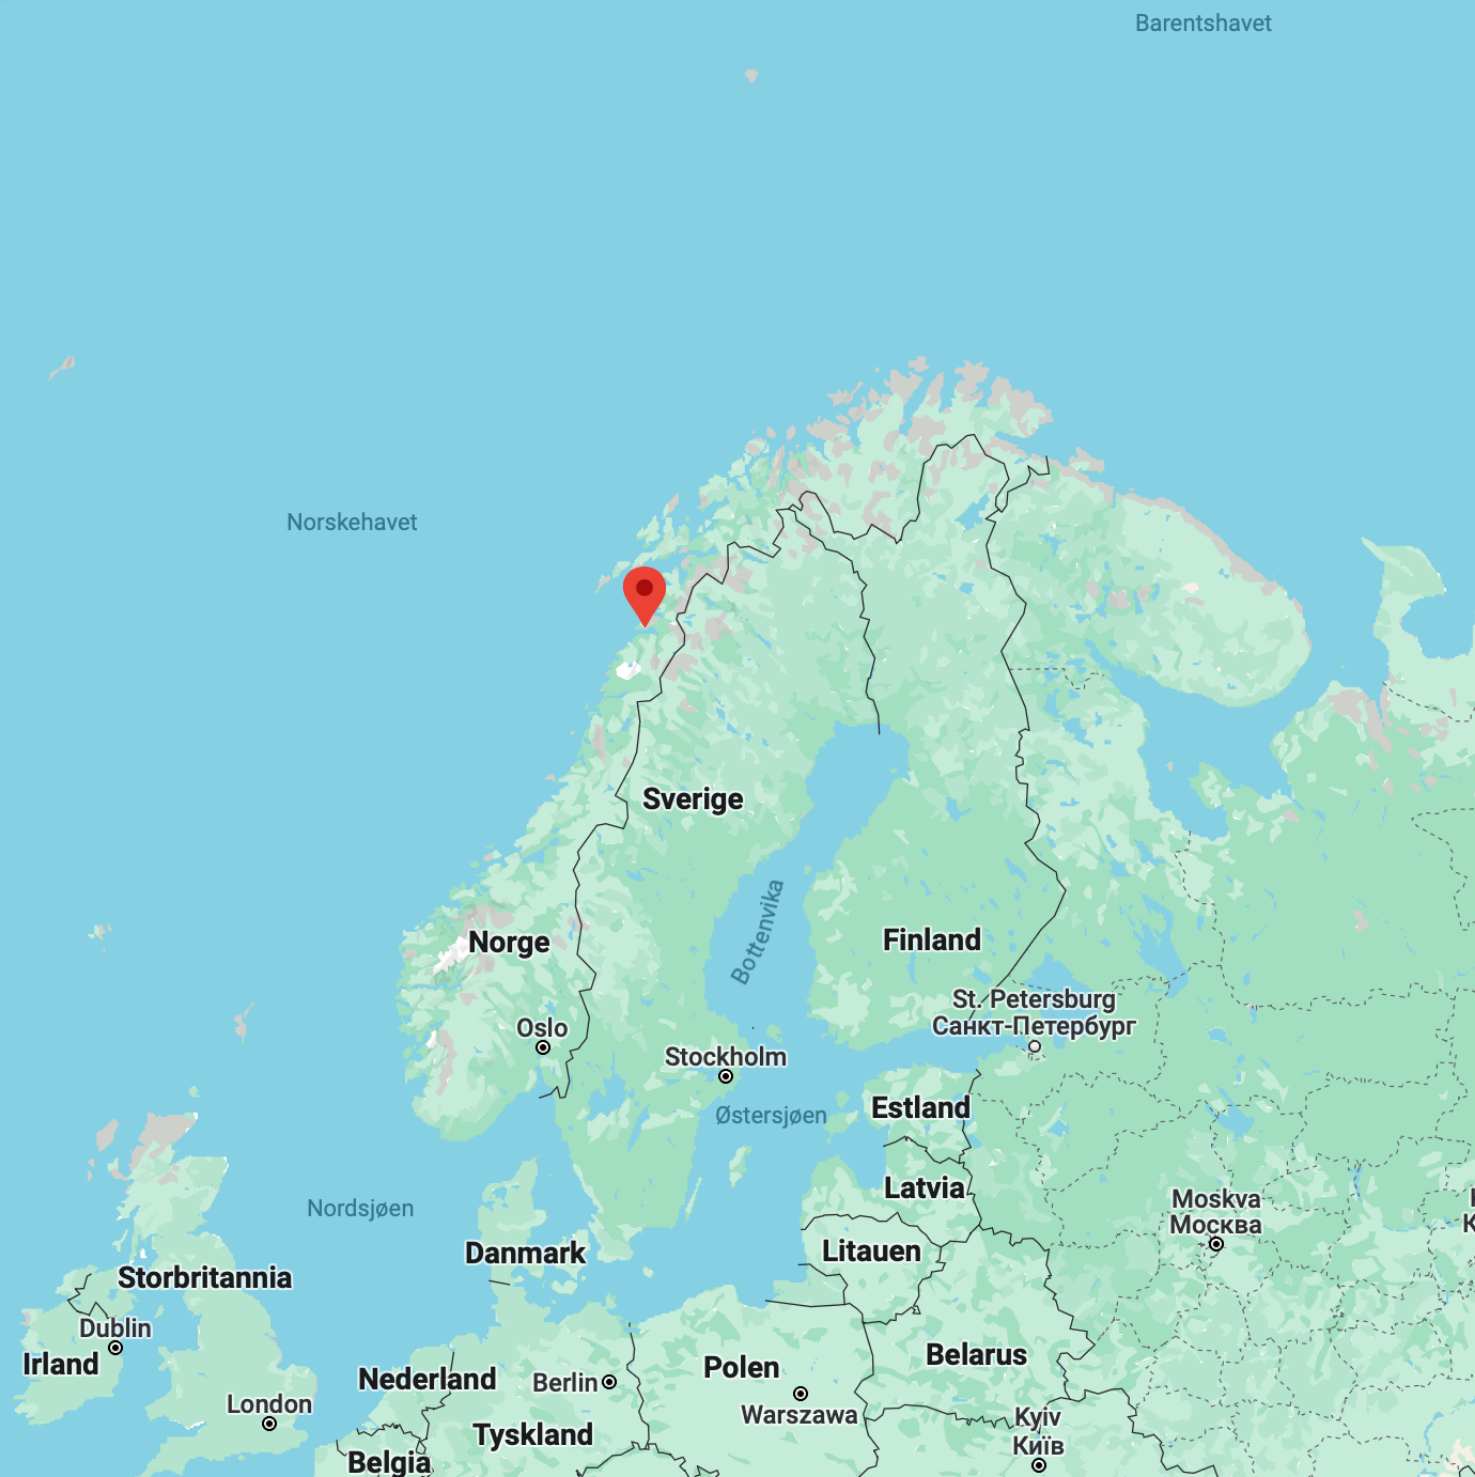 Barentshavet
Norskehavet
Sverige
Bottenvika
Norge
Finland
St. Petersburg
Санкт-Петербург
Oslo
Stockholm
Østersjøen
Estland
Latvia
Nordsjøen
Moskva
Москва
Danmark
Litauen
Storbritannia
Dublin
Irland
Belarus
Polen
Nederland
Berlin
Warszawa
London
Kyiv
Київ
Tyskland
Belgia